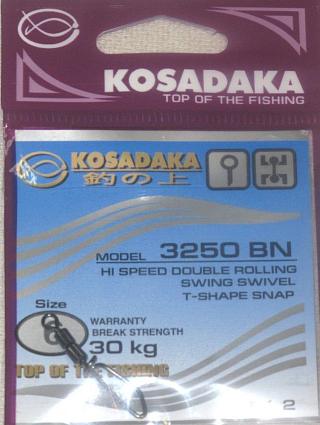 KOSADAKA
TOP OF THE FISHING
KOSADAKA
釣の上
MODEL 3250 BN
HI SPEED DOUBLE ROLLING
SWING SWIVEL
T-SHAPE SNAP
Size
6
WARRANTY
BREAK STRENGTH
30 kg
TOP OF THE FISHING
2